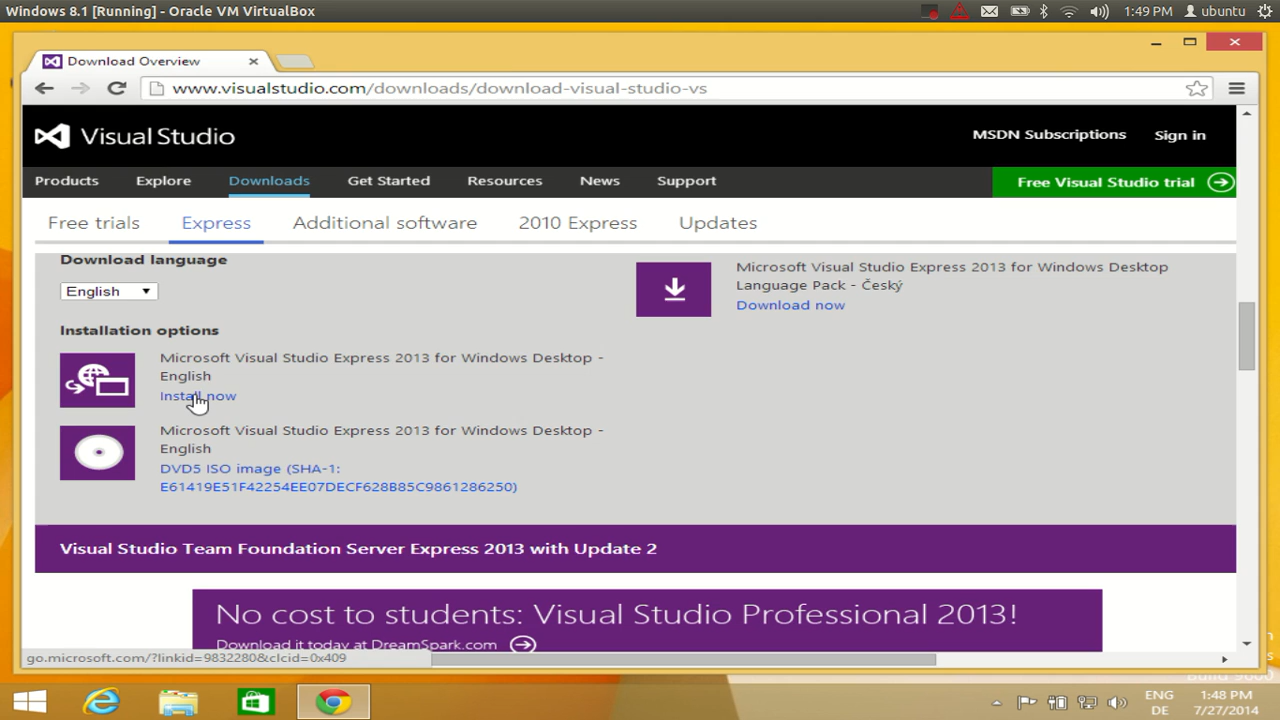 Windows 8.1 [Running] - Oracle VM VirtualBox
1:49 PM
ubuntu
Download Overview
www.visualstudio.com/downloads/download-visual-studio-vs
Visual Studio
MSDN Subscriptions
Sign in
Products
Explore
Downloads
Get Started
Resources
News
Support
Free Visual Studio trial
Free trials
Express
Additional software
2010 Express
Updates
Download language
English
Installation options
Microsoft Visual Studio Express 2013 for Windows Desktop -
English
Install now
Microsoft Visual Studio Express 2013 for Windows Desktop -
English
DVD5 ISO image (SHA-1:
E61419E51F42254EE07DECF628B85C9861286250)
Microsoft Visual Studio Express 2013 for Windows Desktop
Language Pack - Český
Download now
Visual Studio Team Foundation Server Express 2013 with Update 2
No cost to students: Visual Studio Professional 2013!
Download it today at DreamSpark.com
go.microsoft.com/?linkid=9832280&clcid=0x409
Build 9600
ENG
DE
1:48 PM
7/27/2014